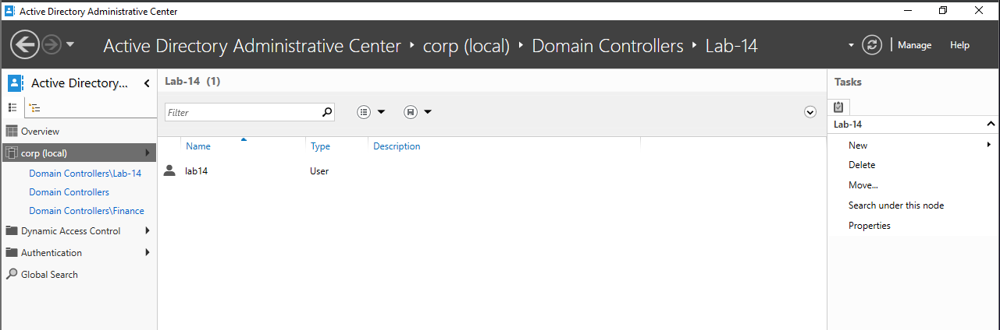 Active Directory Administrative Center
Active Directory Administrative Center corp (local) Domain Controllers Lab-14
Manage Help
Active Directory...
Overview
corp (local)
Domain Controllers\Lab-14
Domain Controllers
Domain Controllers\Finance
Dynamic Access Control
Authentication
Global Search
Lab-14 (1)
Filter
Name Type Description
lab14 User
Tasks
Lab-14
New
Delete
Move...
Search under this node
Properties